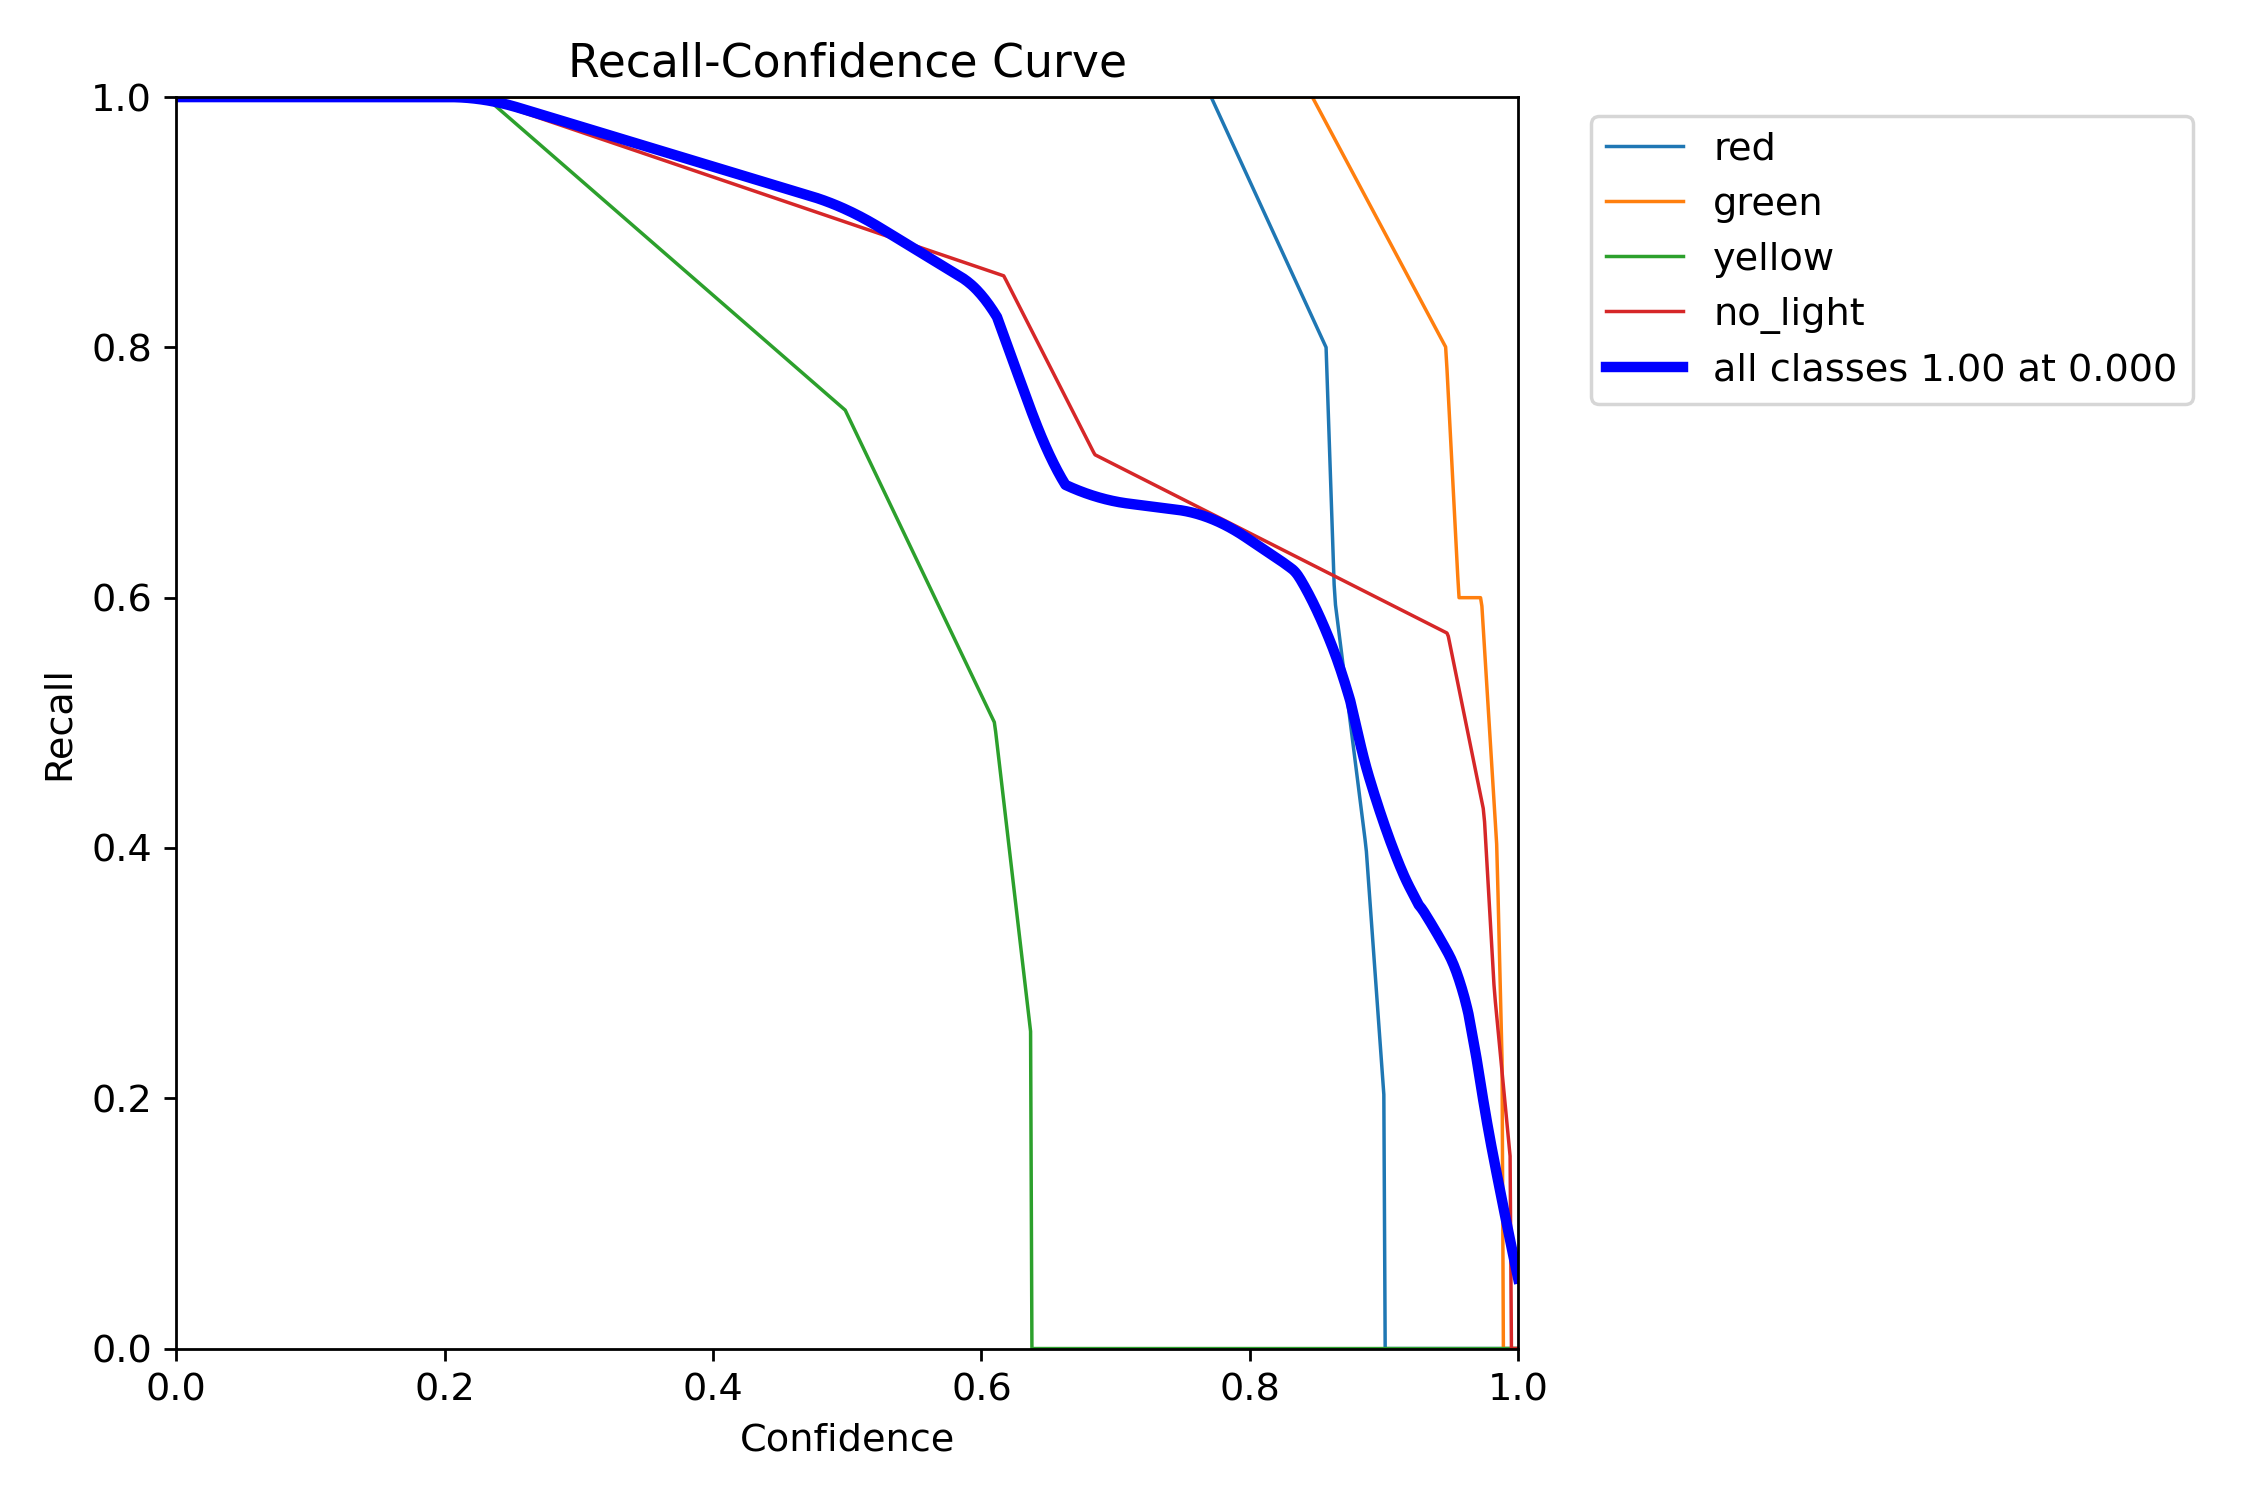 Recall-Confidence Curve
1.0
0.8
0.6
0.4
0.2
0.0
Recall
0.0 0.2 0.4 0.6 0.8 1.0
Confidence
red
green
yellow
no_light
all classes 1.00 at 0.000